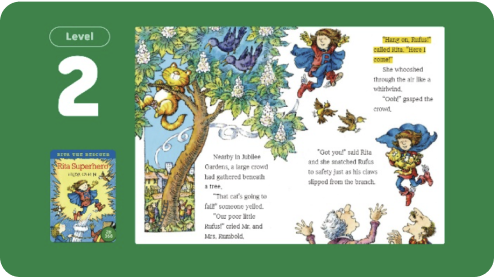 Level
2
RITA THE RESCUER
Rita Superhero
Nearby in Jubilee
Gardens, a large crowd
had gathered beneath
a tree.
"That cat's going to
fall!" someone yelled.
"Our poor little
Rufus!" cried Mr. and
Mrs. Rumbold.
"Hang on, Rufus!"
called Rita. "Here I
come!"
She whooshed
through the air like a
whirlwind.
"Ooh!" gasped the
crowd.
"Got you!" said Rita
and she snatched Rufus
to safety just as his claws
slipped from the branch.